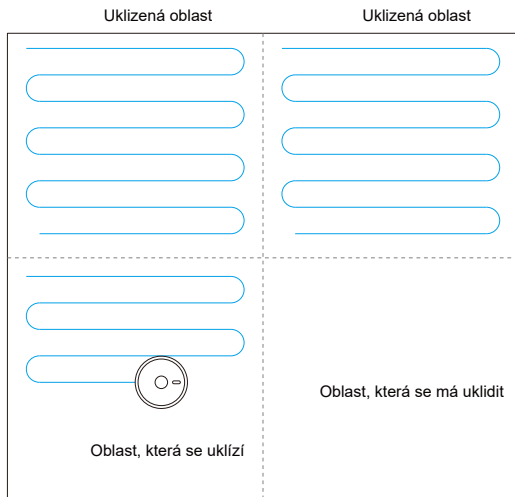 Uklizená oblast
Uklizená oblast
Oblast, která se má uklidit
Oblast, která se uklízí